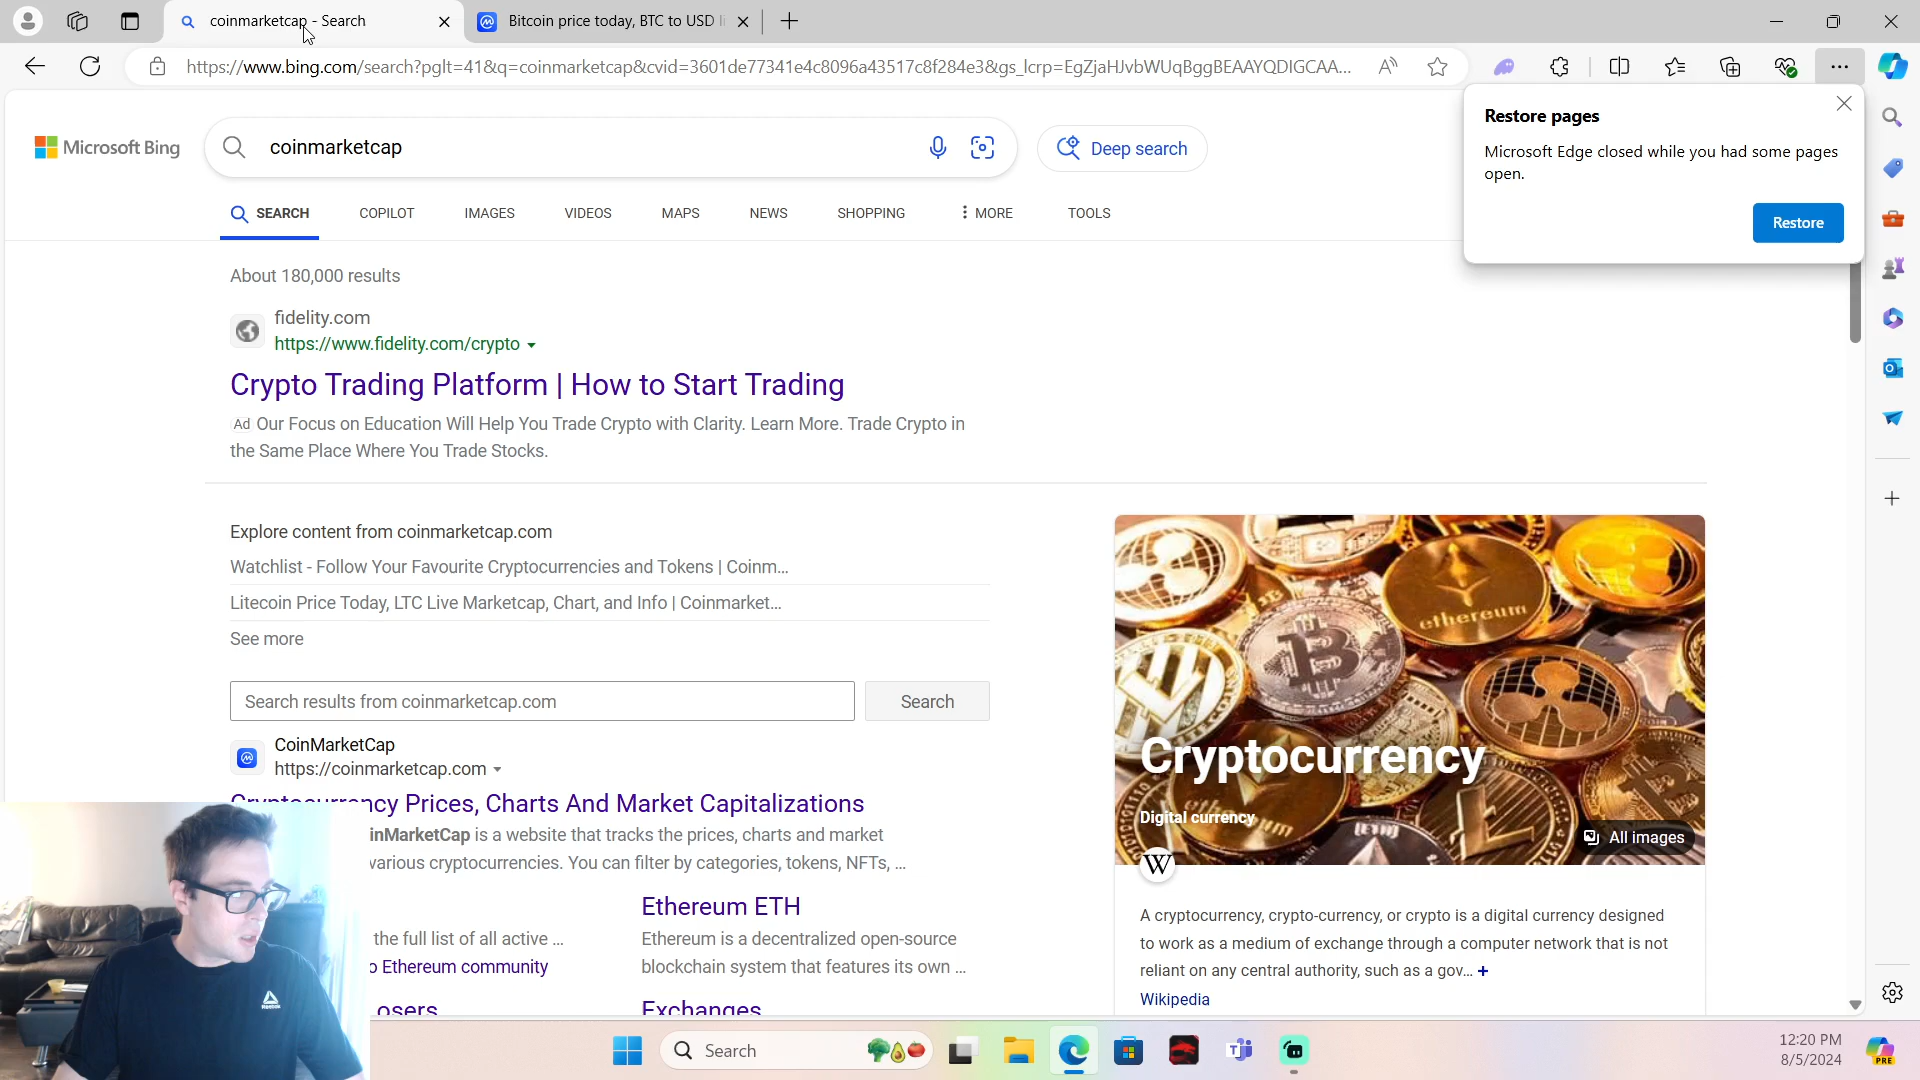 coinmarketcap - Search
Bitcoin price today, BTC to USD li
https://www.bing.com/search?pglt=41&q=coinmarketcap&cvid=3601de77341e4c8096a43517c8f284e3&gs_lcrp=EgZjaHJvbWUqBggBEAAYQDIGCAA...
Restore pages
Microsoft Edge closed while you had some pages
open.
Restore
Microsoft Bing
coinmarketcap
Deep search
SEARCH
COPILOT
IMAGES
VIDEOS
MAPS
NEWS
SHOPPING
MORE
TOOLS
About 180,000 results
fidelity.com
https://www.fidelity.com/crypto
Crypto Trading Platform | How to Start Trading
Ad Our Focus on Education Will Help You Trade Crypto with Clarity. Learn More. Trade Crypto in
the Same Place Where You Trade Stocks.
Explore content from coinmarketcap.com
Watchlist - Follow Your Favourite Cryptocurrencies and Tokens | Coinm...
Litecoin Price Today, LTC Live Marketcap, Chart, and Info | Coinmarket...
See more
Search results from coinmarketcap.com
Search
CoinMarketCap
https://coinmarketcap.com
Cryptocurrency Prices, Charts And Market Capitalizations
inMarketCap is a website that tracks the prices, charts and market
various cryptocurrencies. You can filter by categories, tokens, NFTs, ...
the full list of all active ...
o Ethereum community
osers
Ethereum ETH
Ethereum is a decentralized open-source
blockchain system that features its own ...
Exchanges
ethereum
Cryptocurrency
Digital currency
All images
W
A cryptocurrency, crypto-currency, or crypto is a digital currency designed
to work as a medium of exchange through a computer network that is not
reliant on any central authority, such as a gov... +
Wikipedia
Search
12:20 PM
8/5/2024
PRE